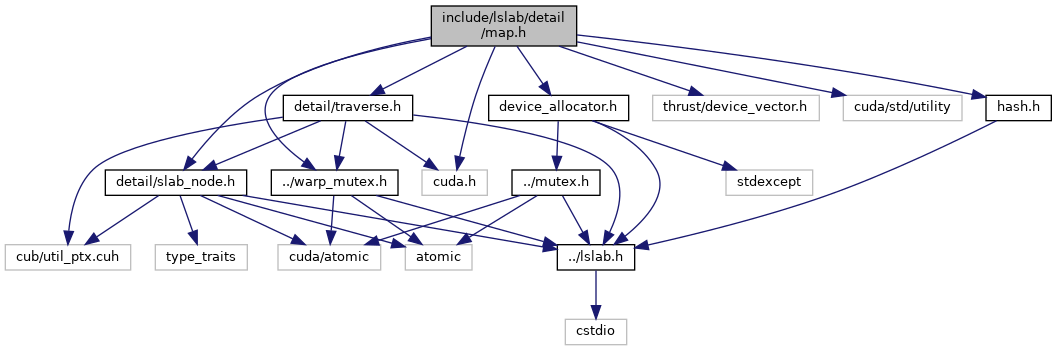 include/lslab/detail
/map.h
detail/traverse.h
device_allocator.h
thrust/device_vector.h
cuda/std/utility
hash.h
detail/slab_node.h
../warp_mutex.h
cuda.h
../mutex.h
stdexcept
cub/util_ptx.cuh
type_traits
cuda/atomic
atomic
../lslab.h
cstdio